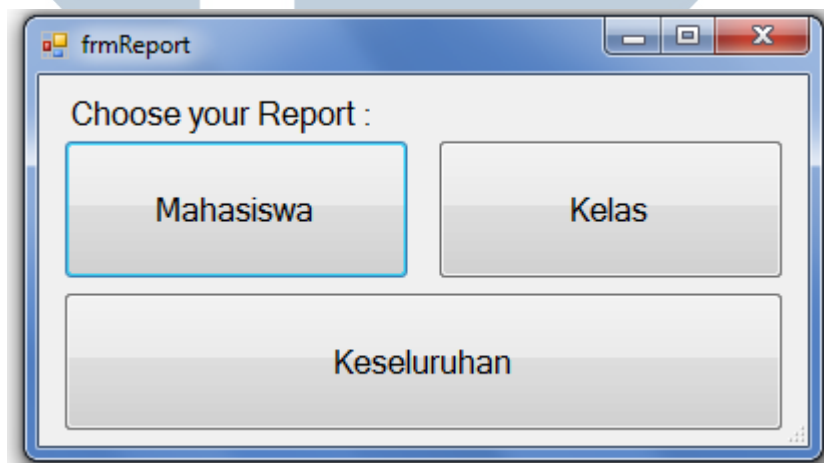 frmReport
Choose your Report :
Mahasiswa
Kelas
Keseluruhan